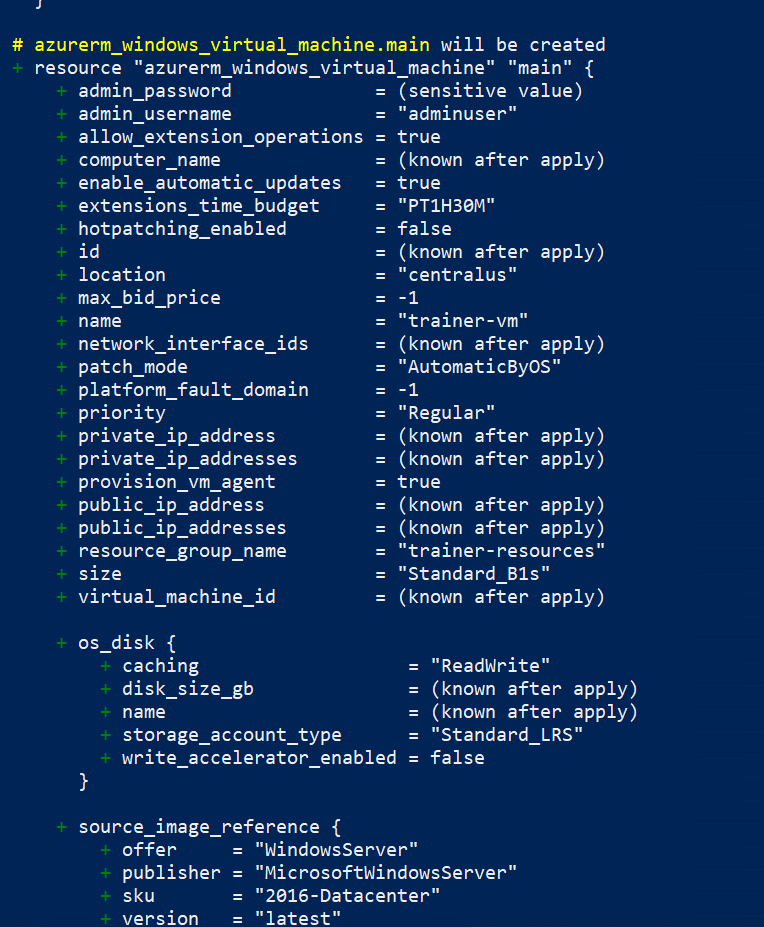 }
# azurerm_windows_virtual_machine.main will be created
+ resource "azurerm_windows_virtual_machine" "main" {
+ admin_password = (sensitive value)
+ admin_username = "adminuser"
+ allow_extension_operations = true
+ computer_name = (known after apply)
+ enable_automatic_updates = true
+ extensions_time_budget = "PT1H30M"
+ hotpatching_enabled = false
+ id = (known after apply)
+ location = "centralus"
+ max_bid_price = -1
+ name = "trainer-vm"
+ network_interface_ids = (known after apply)
+ patch_mode = "AutomaticByOS"
+ platform_fault_domain = -1
+ priority = "Regular"
+ private_ip_address = (known after apply)
+ private_ip_addresses = (known after apply)
+ provision_vm_agent = true
+ public_ip_address = (known after apply)
+ public_ip_addresses = (known after apply)
+ resource_group_name = "trainer-resources"
+ size = "Standard_B1s"
+ virtual_machine_id = (known after apply)
+ os_disk {
+ caching = "ReadWrite"
+ disk_size_gb = (known after apply)
+ name = (known after apply)
+ storage_account_type = "Standard_LRS"
+ write_accelerator_enabled = false
}
+ source_image_reference {
+ offer = "WindowsServer"
+ publisher = "MicrosoftWindowsServer"
+ sku = "2016-Datacenter"
+ version = "latest"